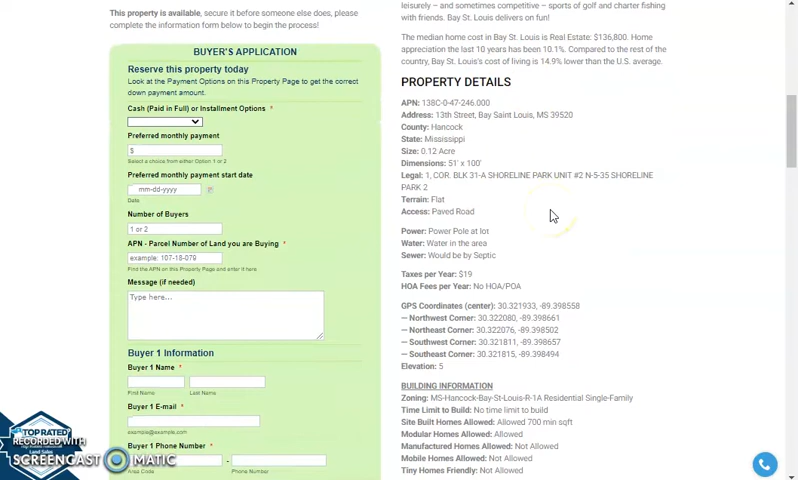 This property is available, secure it before someone else does, please
complete the information form below to begin the process!
BUYER'S APPLICATION
Reserve this property today
Look at the Payment Options on this Property Page to get the correct
down payment amount.
Cash (Paid in Full) or Installment Options *
Preferred monthly payment
$
Select a choice from either Option 1 or 2
Preferred monthly payment start date
mm-dd-yyyy
Date
Number of Buyers
1 or 2
APN - Parcel Number of Land you are Buying *
example: 107-18-079
Find the APN on this Property Page and enter it here
Message (if needed)
Type here...
Buyer 1 Information
Buyer 1 Name *
First Name Last Name
Buyer 1 E-mail *
example@example.com
Buyer 1 Phone Number *
-
Area Code Phone Number
leisurely – and sometimes competitive – sports of golf and charter fishing
with friends. Bay St. Louis delivers on fun!
The median home cost in Bay St. Louis is Real Estate: $136,800. Home
appreciation the last 10 years has been 10.1%. Compared to the rest of the
country, Bay St. Louis's cost of living is 14.9% lower than the U.S. average.
PROPERTY DETAILS
APN: 138C-0-47-246.000
Address: 13th Street, Bay Saint Louis, MS 39520
County: Hancock
State: Mississippi
Size: 0.12 Acre
Dimensions: 51' x 100'
Legal: 1, COR. BLK 31-A SHORELINE PARK UNIT #2 N-5-35 SHORELINE
PARK 2
Terrain: Flat
Access: Paved Road
Power: Power Pole at lot
Water: Water in the area
Sewer: Would be by Septic
Taxes per Year: $19
HOA Fees per Year: No HOA/POA
GPS Coordinates (center): 30.321933, -89.398558
– Northwest Corner: 30.322080, -89.398661
– Northeast Corner: 30.322076, -89.398502
– Southwest Corner: 30.321811, -89.398657
– Southeast Corner: 30.321815, -89.398494
Elevation: 5
BUILDING INFORMATION
Zoning: MS-Hancock-Bay-St-Louis-R-1A Residential Single-Family
Time Limit to Build: No time limit to build
Site Built Homes Allowed: Allowed 700 min sqft
Modular Homes Allowed: Allowed
Manufactured Homes Allowed: Not Allowed
Mobile Homes Allowed: Not Allowed
Tiny Homes Friendly: Not Allowed
TOP RATED
RECORDED WITH
Land Sales
SCREENCAST MATIC